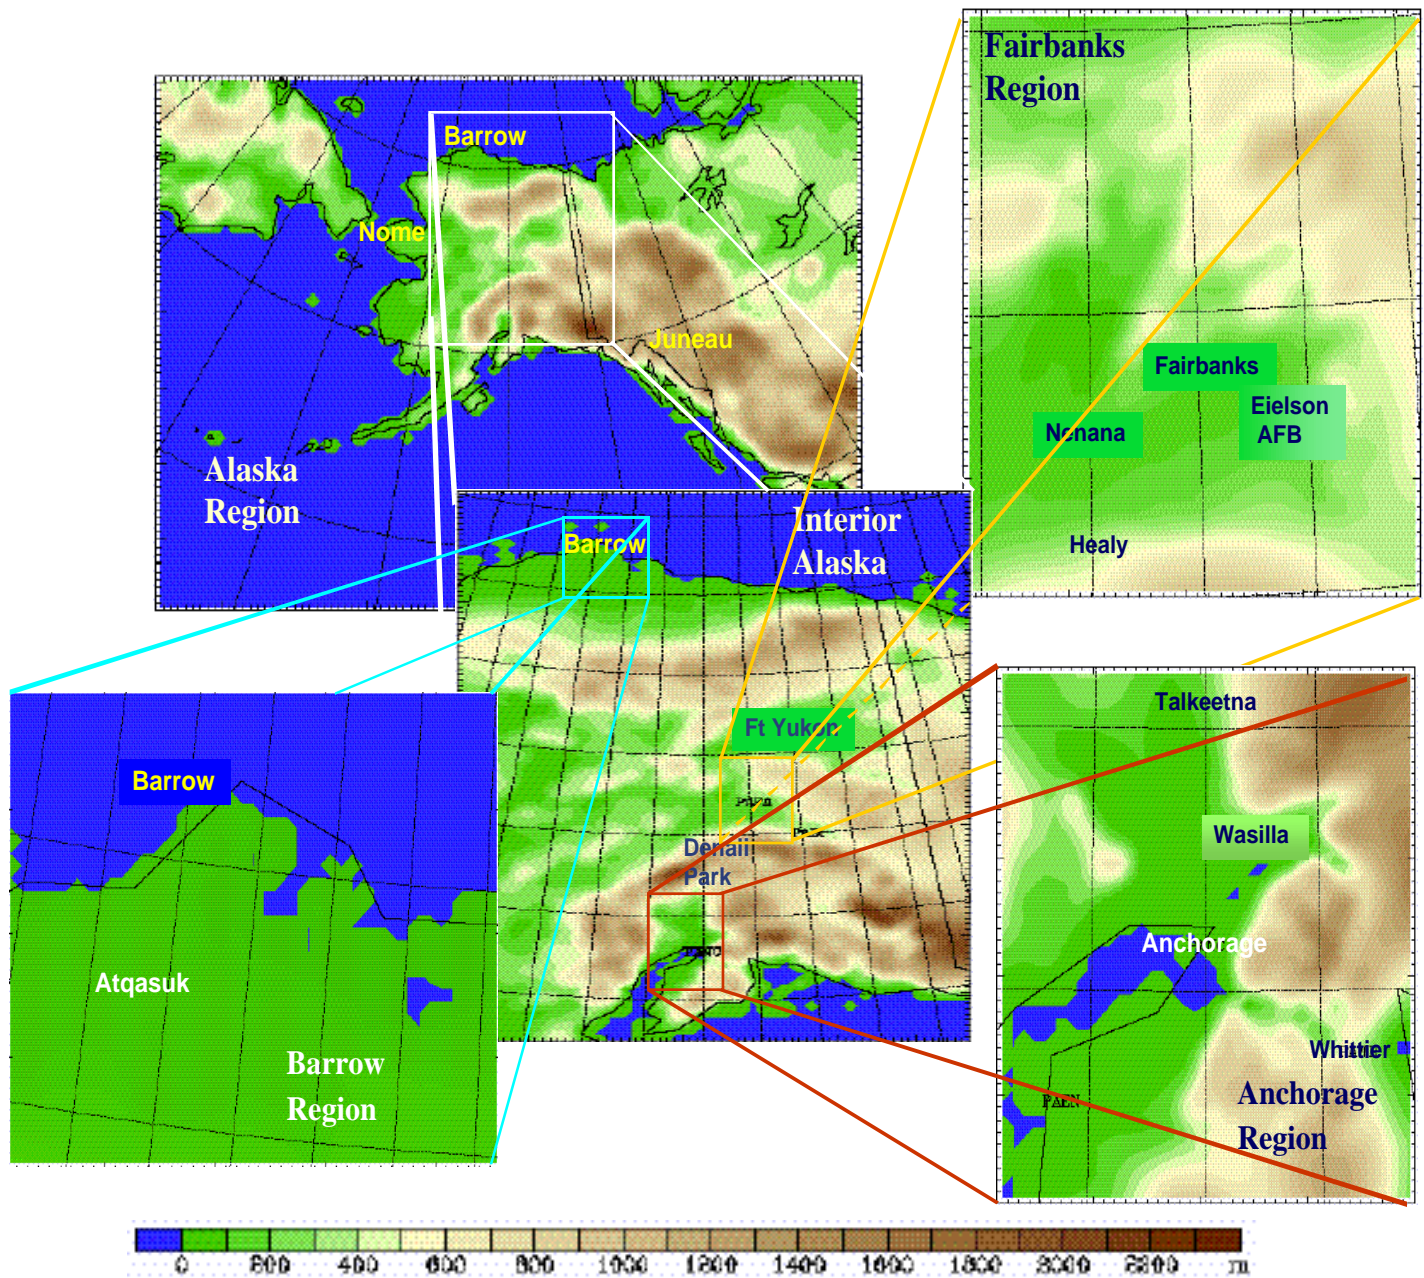 Fairbanks
Region
Barrow
Nome
Juneau
Alaska
Region
Fairbanks
Nenana
Eielson
AFB
Healy
Interior
Alaska
Barrow
Ft Yukon
Denali
Park
Talkeetna
Wasilla
Anchorage
Whittier
PAEN
Anchorage
Region
Barrow
Atqasuk
Barrow
Region
0 200 400 600 800 1000 1200 1400 1600 1800 2000 2200 m